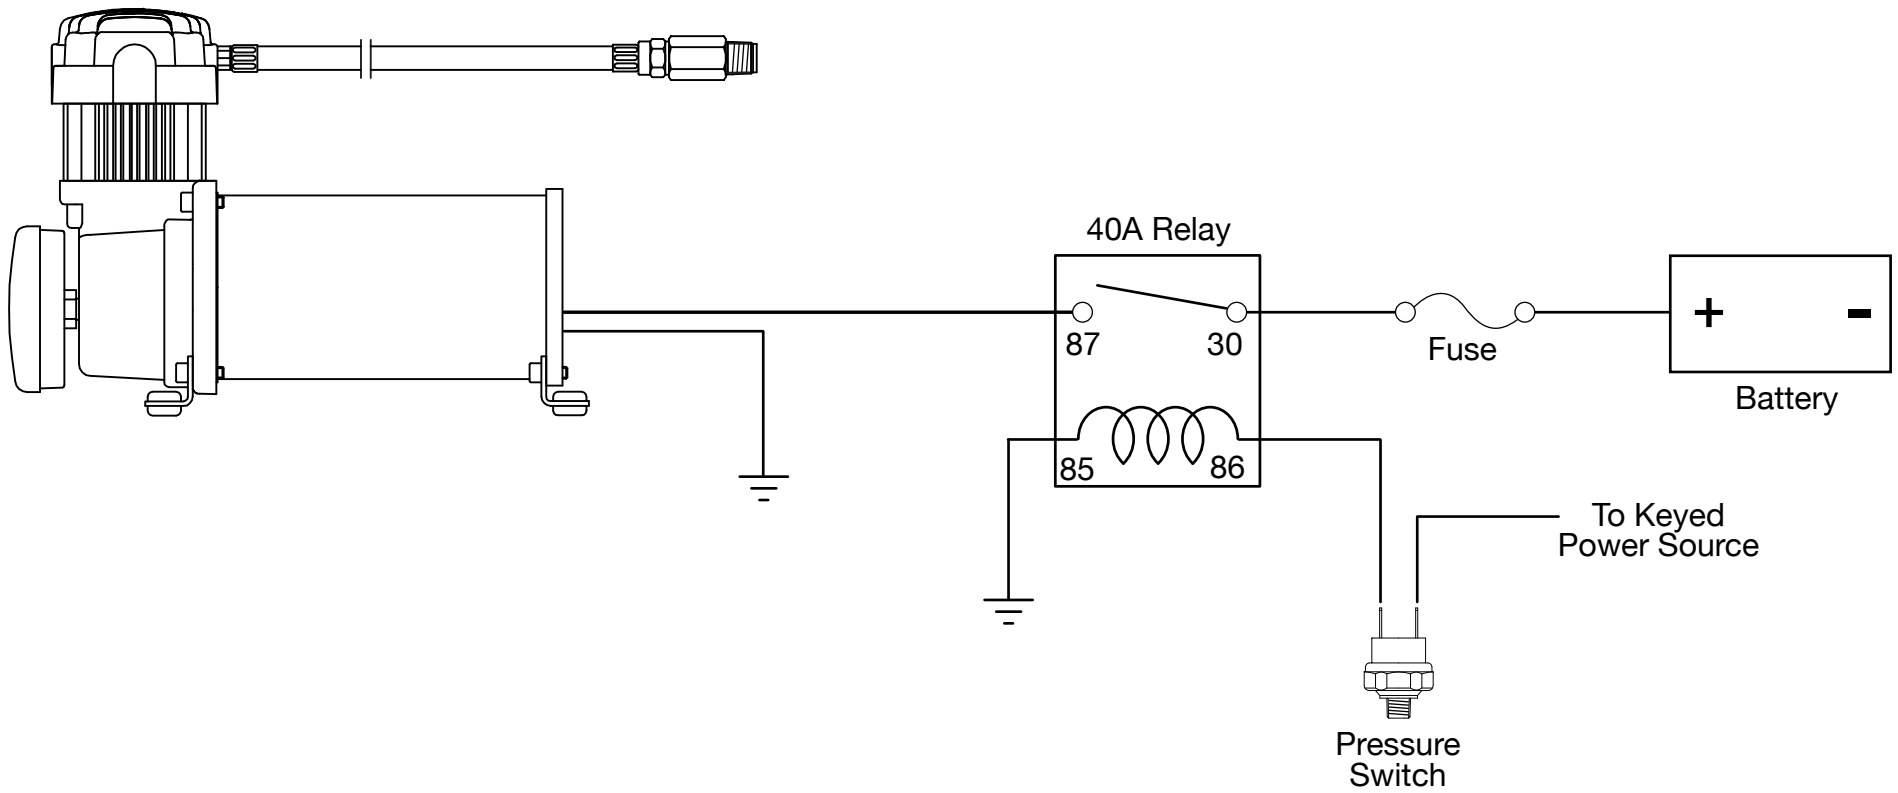 40A Relay
87
30
Fuse
+
-
Battery
85
86
To Keyed
Power Source
Pressure
Switch